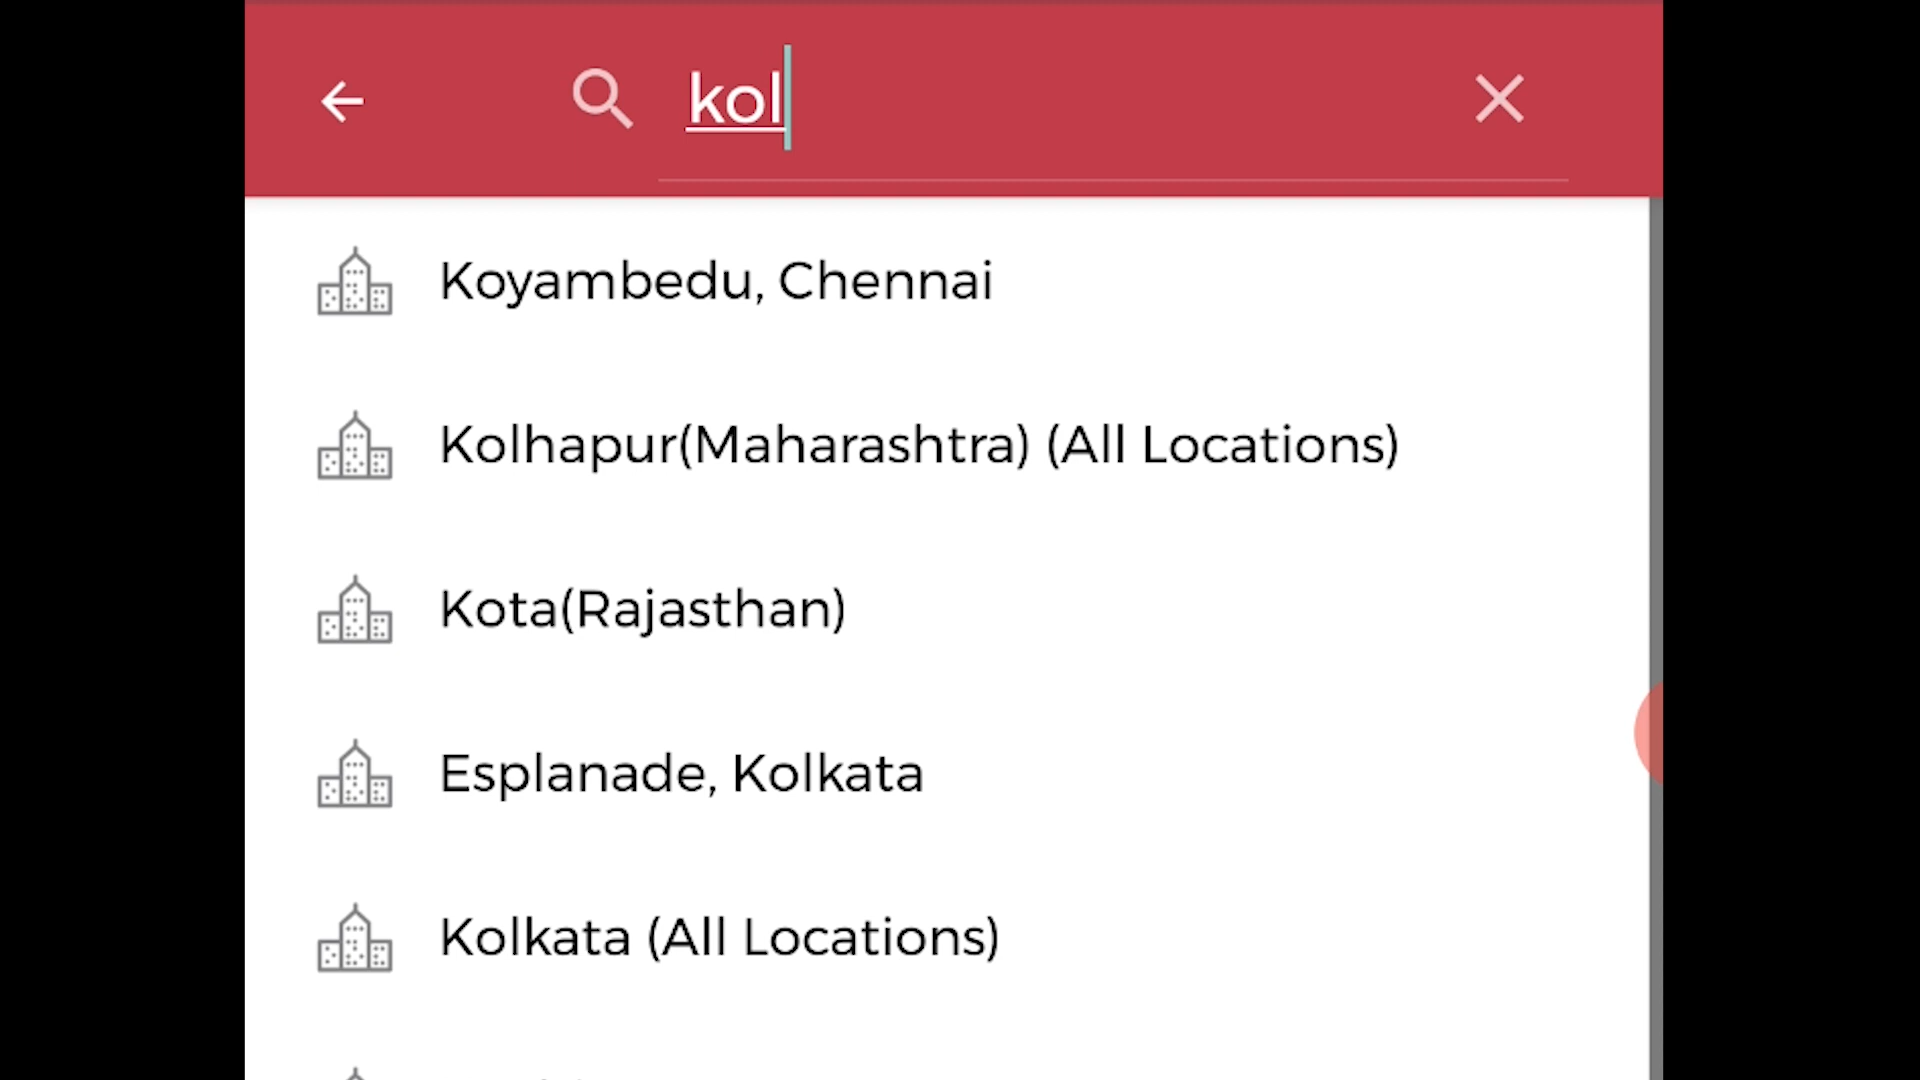 kol
Koyambedu, Chennai
Kolhapur(Maharashtra) (All Locations)
Kota(Rajasthan)
Esplanade, Kolkata
Kolkata (All Locations)